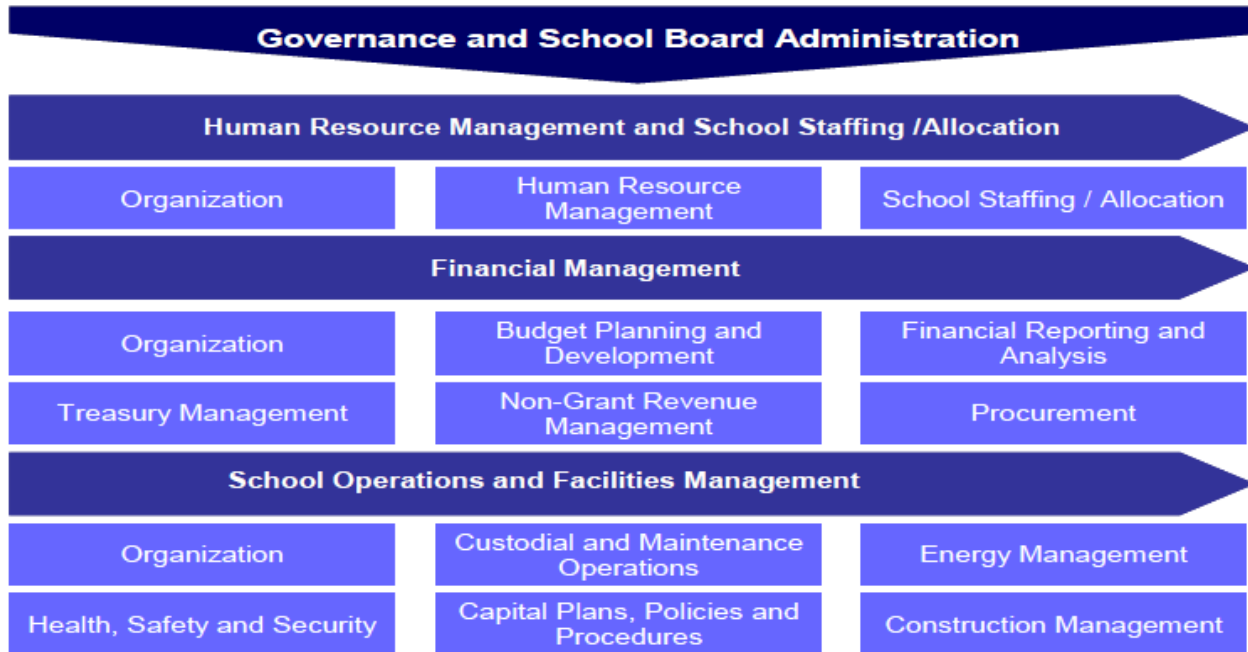 Governance and School Board Administration
Human Resource Management and School Staffing /Allocation
Organization
Human Resource
Management
School Staffing / Allocation
Financial Management
Organization
Budget Planning and
Development
Financial Reporting and
Analysis
Treasury Management
Non-Grant Revenue
Management
Procurement
School Operations and Facilities Management
Organization
Custodial and Maintenance
Operations
Energy Management
Health, Safety and Security
Capital Plans, Policies and
Procedures
Construction Management